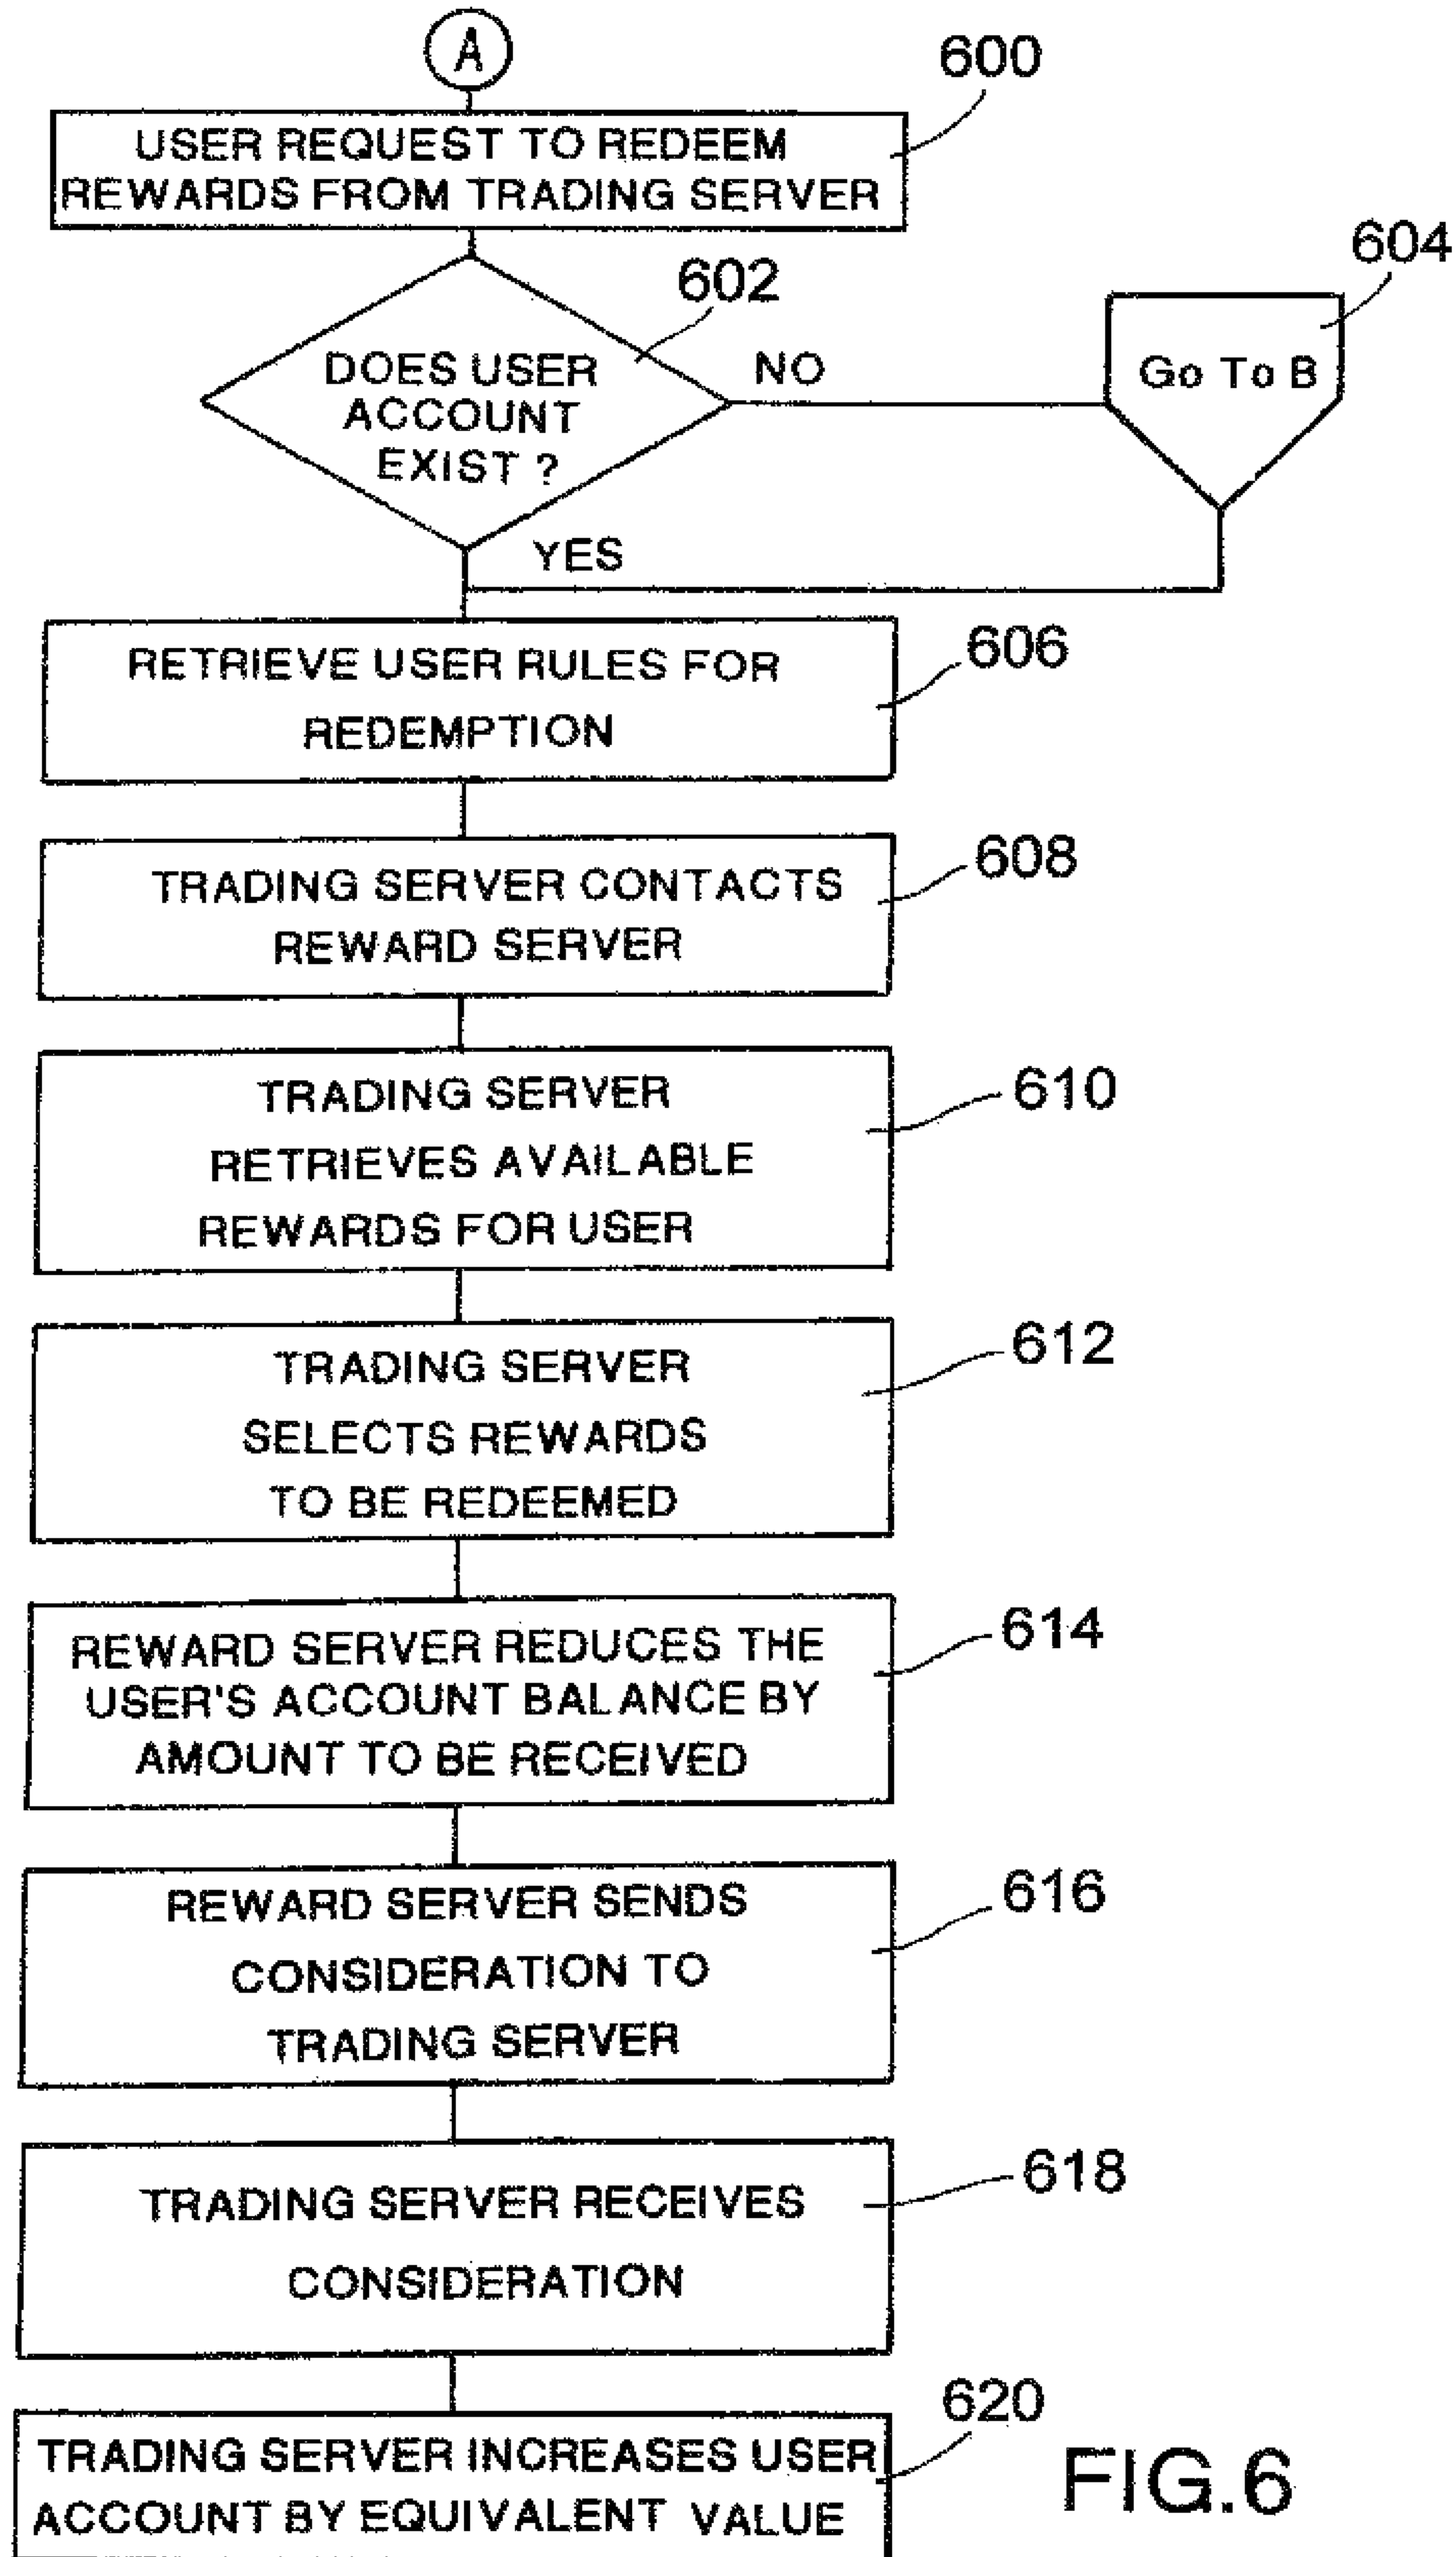 A
600
USER REQUEST TO REDEEM
REWARDS FROM TRADING SERVER
604
602
DOES USER
ACCOUNT
EXIST ?
NO
Go To B
YES
606
RETRIEVE USER RULES FOR
REDEMPTION
608
TRADING SERVER CONTACTS
REWARD SERVER
610
TRADING SERVER
RETRIEVES AVAILABLE
REWARDS FOR USER
612
TRADING SERVER
SELECTS REWARDS
TO BE REDEEMED
614
REWARD SERVER REDUCES THE
USER'S ACCOUNT BALANCE BY
AMOUNT TO BE RECEIVED
616
REWARD SERVER SENDS
CONSIDERATION TO
TRADING SERVER
618
TRADING SERVER RECEIVES
CONSIDERATION
620
TRADING SERVER INCREASES USER
ACCOUNT BY EQUIVALENT VALUE
FIG.6